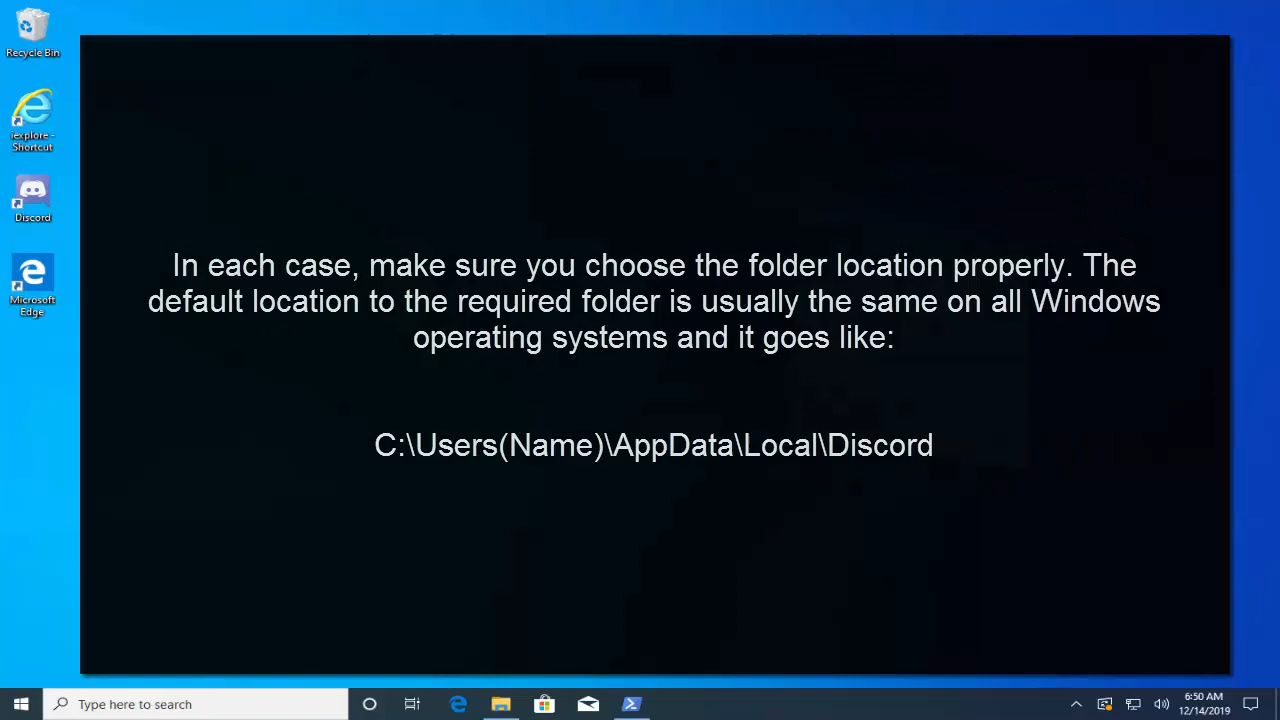 Recycle Bin
iexplore -
Shortcut
Discord
Microsoft
Edge
In each case, make sure you choose the folder location properly. The
default location to the required folder is usually the same on all Windows
operating systems and it goes like:
C:\Users(Name)\AppData\Local\Discord
Type here to search
6:50 AM
12/14/2019